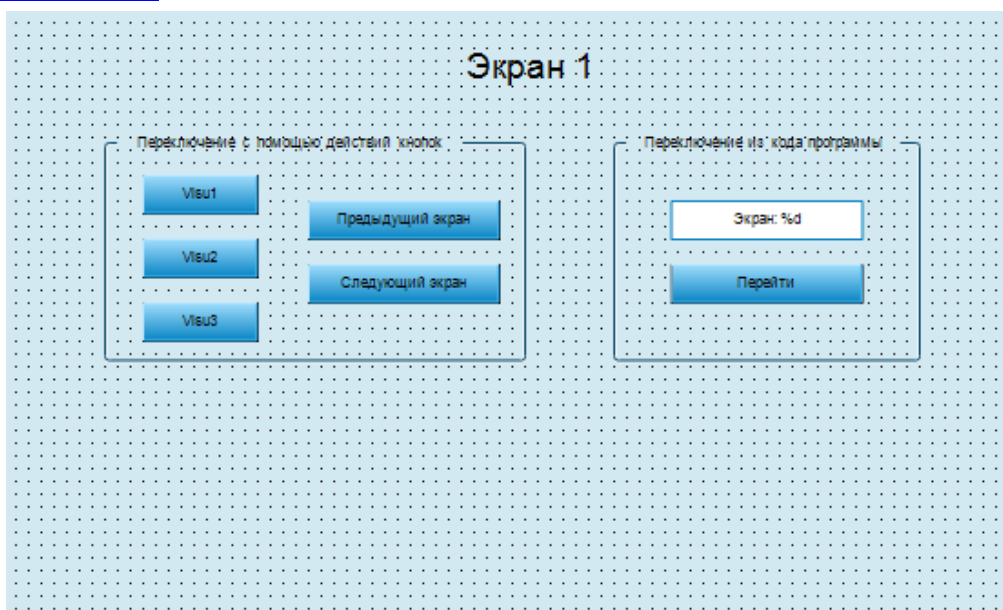 Экран 1
Переключение с помощью действий кнопок
Visu1
Visu2
Visu3
Предыдущий экран
Следующий экран
Переключение из кода программы
Экран: %d
Перейти